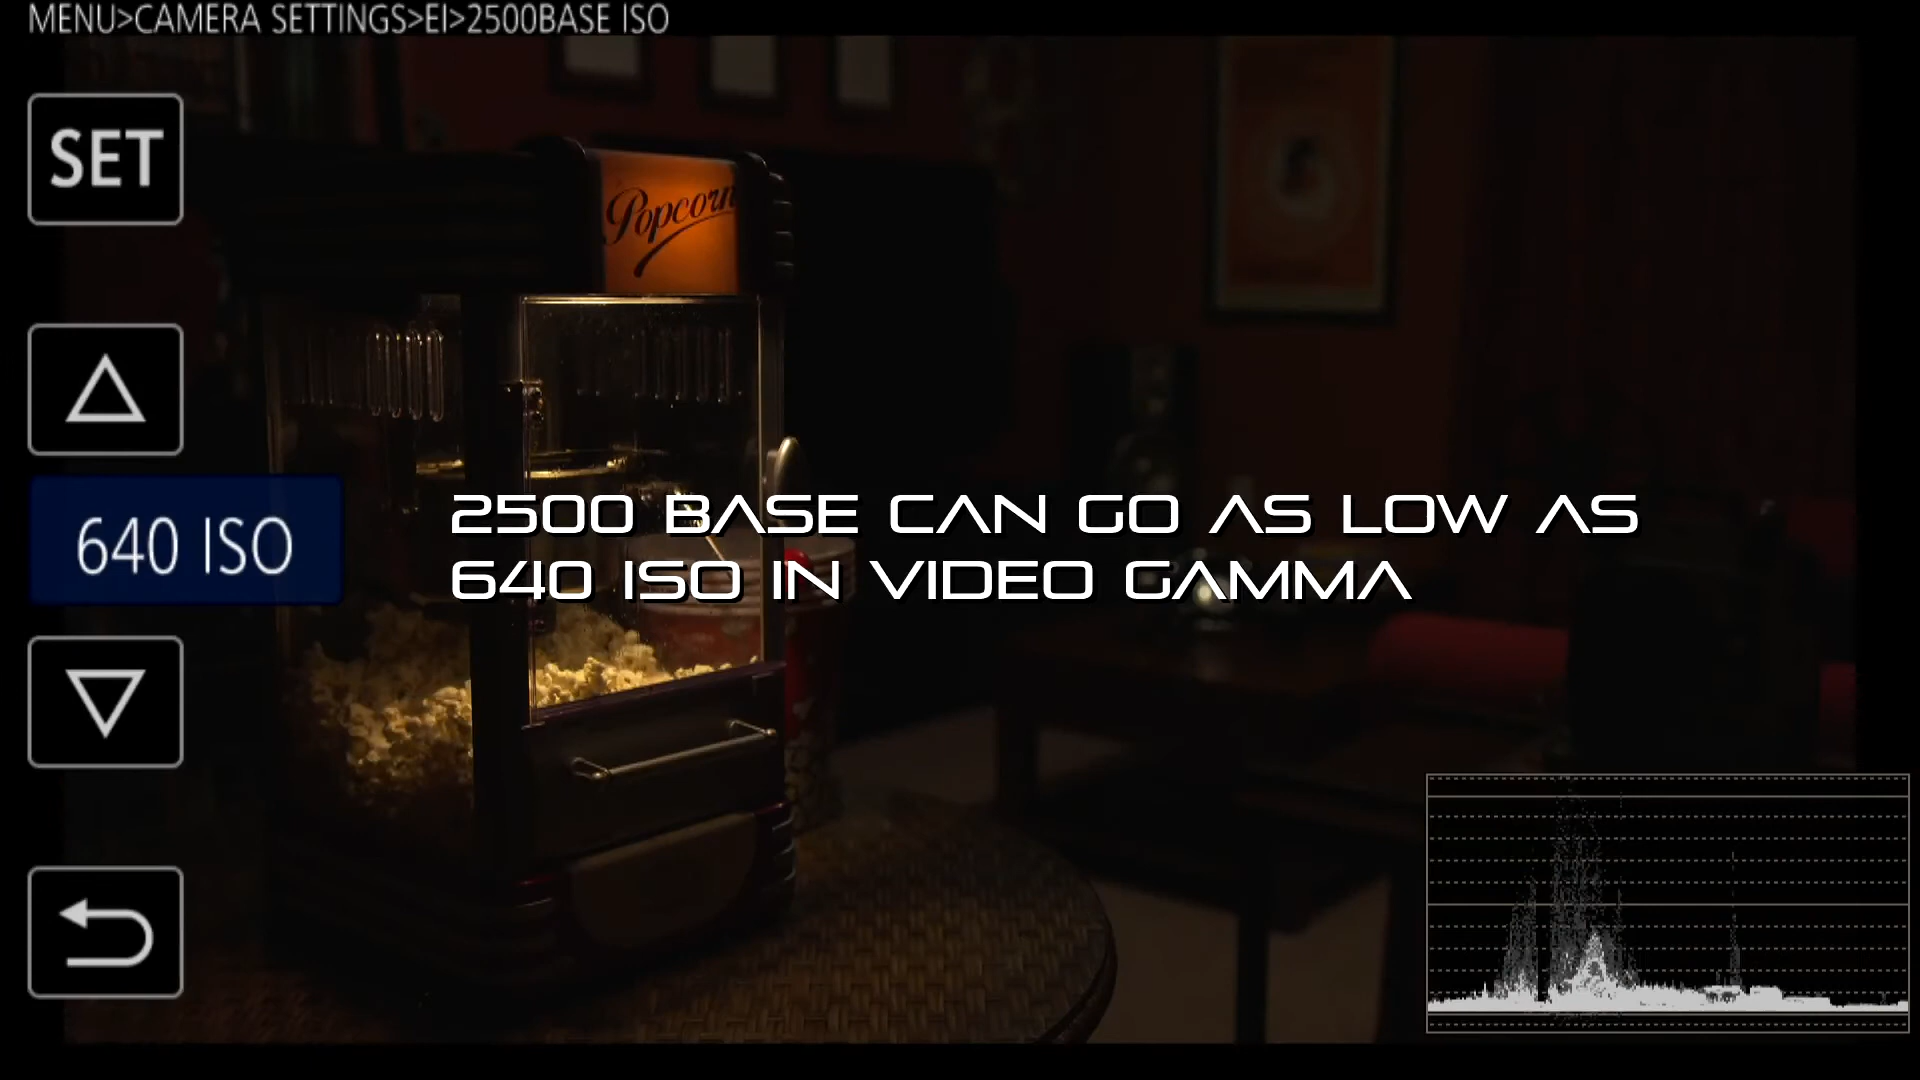 MENU>CAMERA SETTINGS>EI>2500BASE ISO
SET
Popcorn
640 ISO
2500 BASE CAN GO AS LOW AS
640 ISO IN VIDEO GAMMA